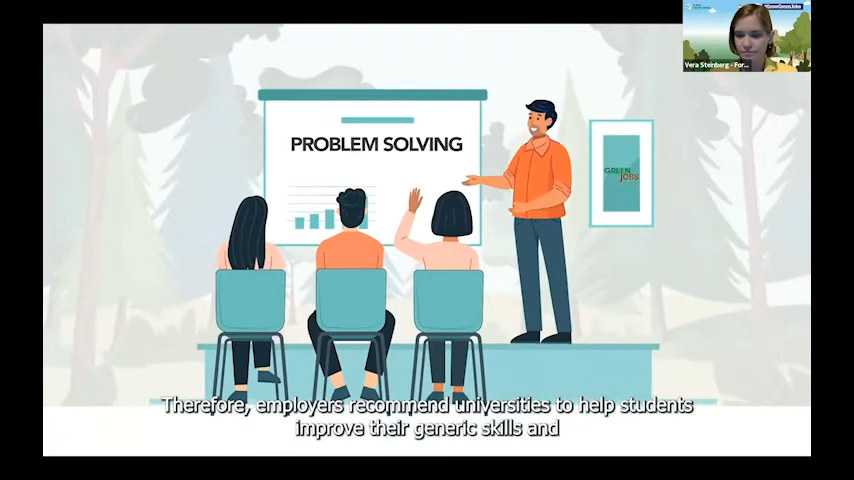 GrowGreenJobs
Vera Steinberg - For...
PROBLEM SOLVING
GREEN
JOBS
Therefore, employers recommend universities to help students
improve their generic skills and